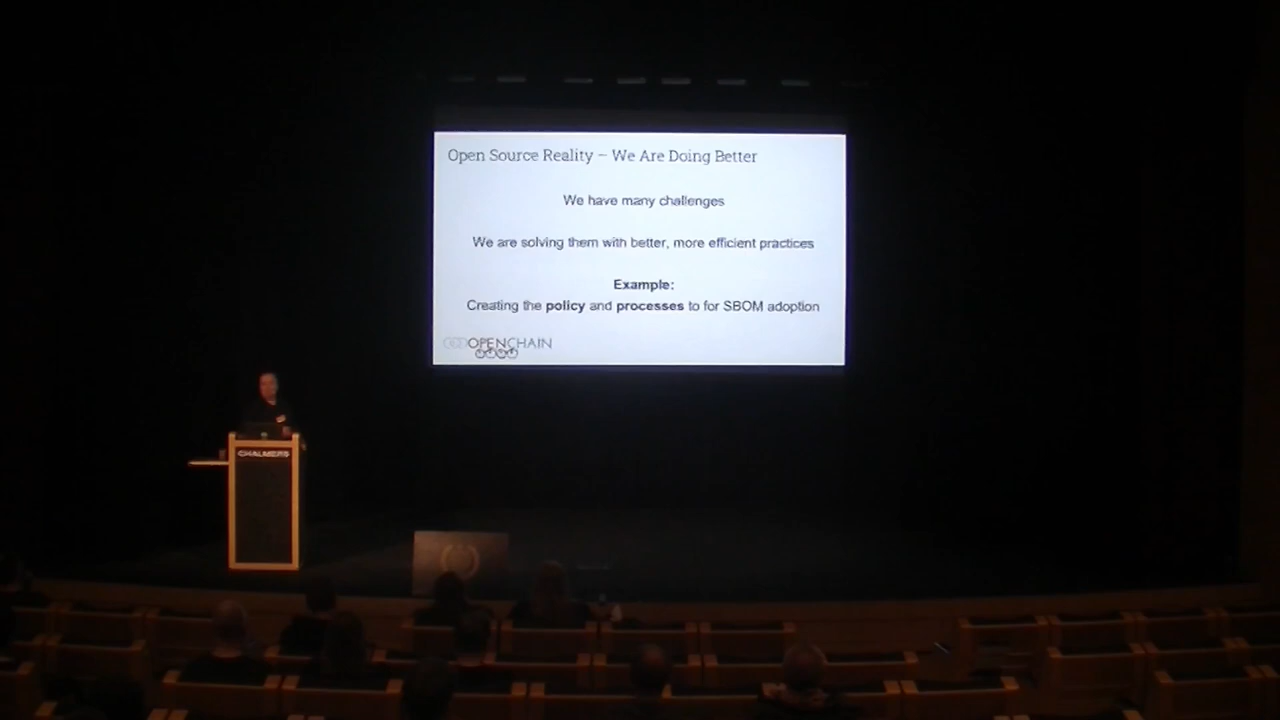 Open Source Reality – We Are Doing Better
We have many challenges
We are solving them with better, more efficient practices
Example:
Creating the policy and processes to for SBOM adoption
OPENCHAIN
CHALMERS